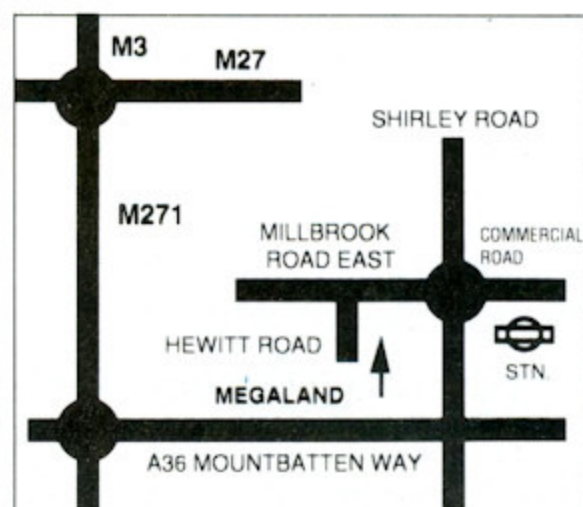 M3
M27
SHIRLEY ROAD
M271
MILLBROOK
ROAD EAST
COMMERCIAL
ROAD
HEWITT ROAD
STN.
MEGALAND
A36 MOUNTBATTEN WAY